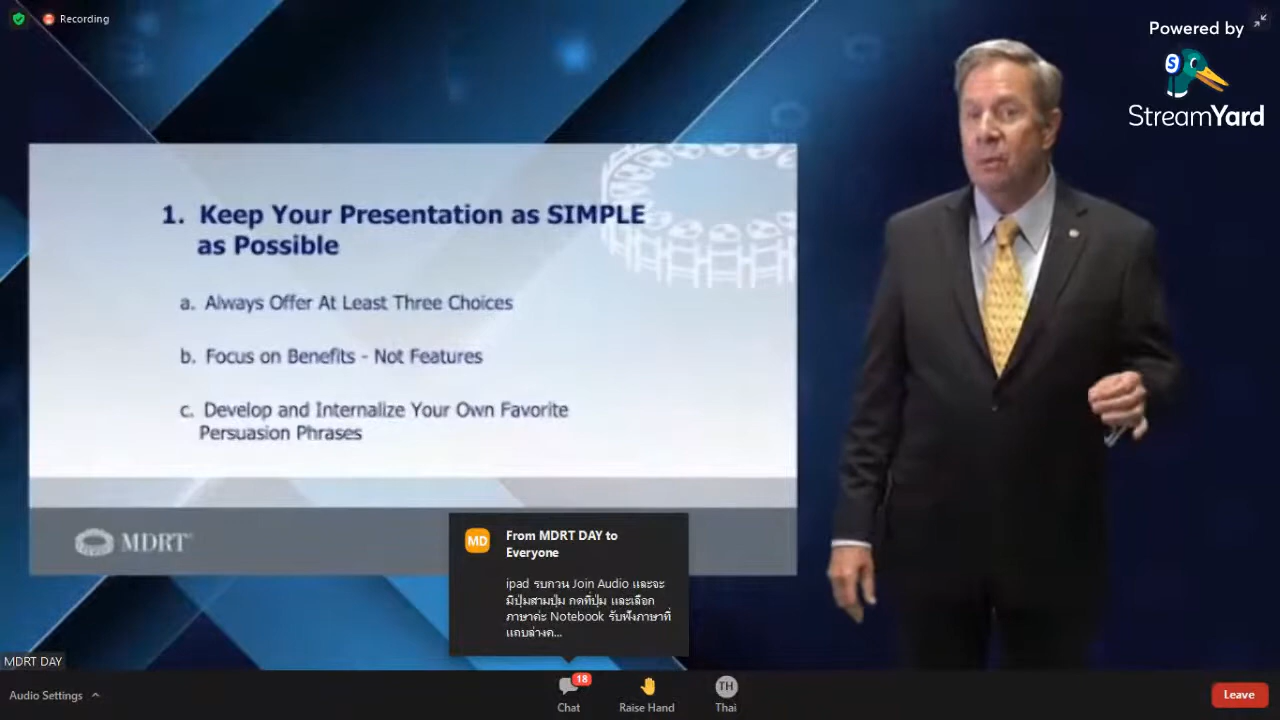 Recording
Powered by
StreamYard
1. Keep Your Presentation as SIMPLE
as Possible
a. Always Offer At Least Three Choices
b. Focus on Benefits - Not Features
c. Develop and Internalize Your Own Favorite
Persuasion Phrases
MDRT
MD
From MDRT DAY to
Everyone
ipad รบกวน Join Audio และจะ
มีปุ่มสามปุ่ม กดที่ปุ่ม และเลือก
ภาษาค่ะ Notebook รับฟังภาษาที่
แถบล่างค...
MDRT DAY
Audio Settings
18
Chat
Raise Hand
TH
Thai
Leave